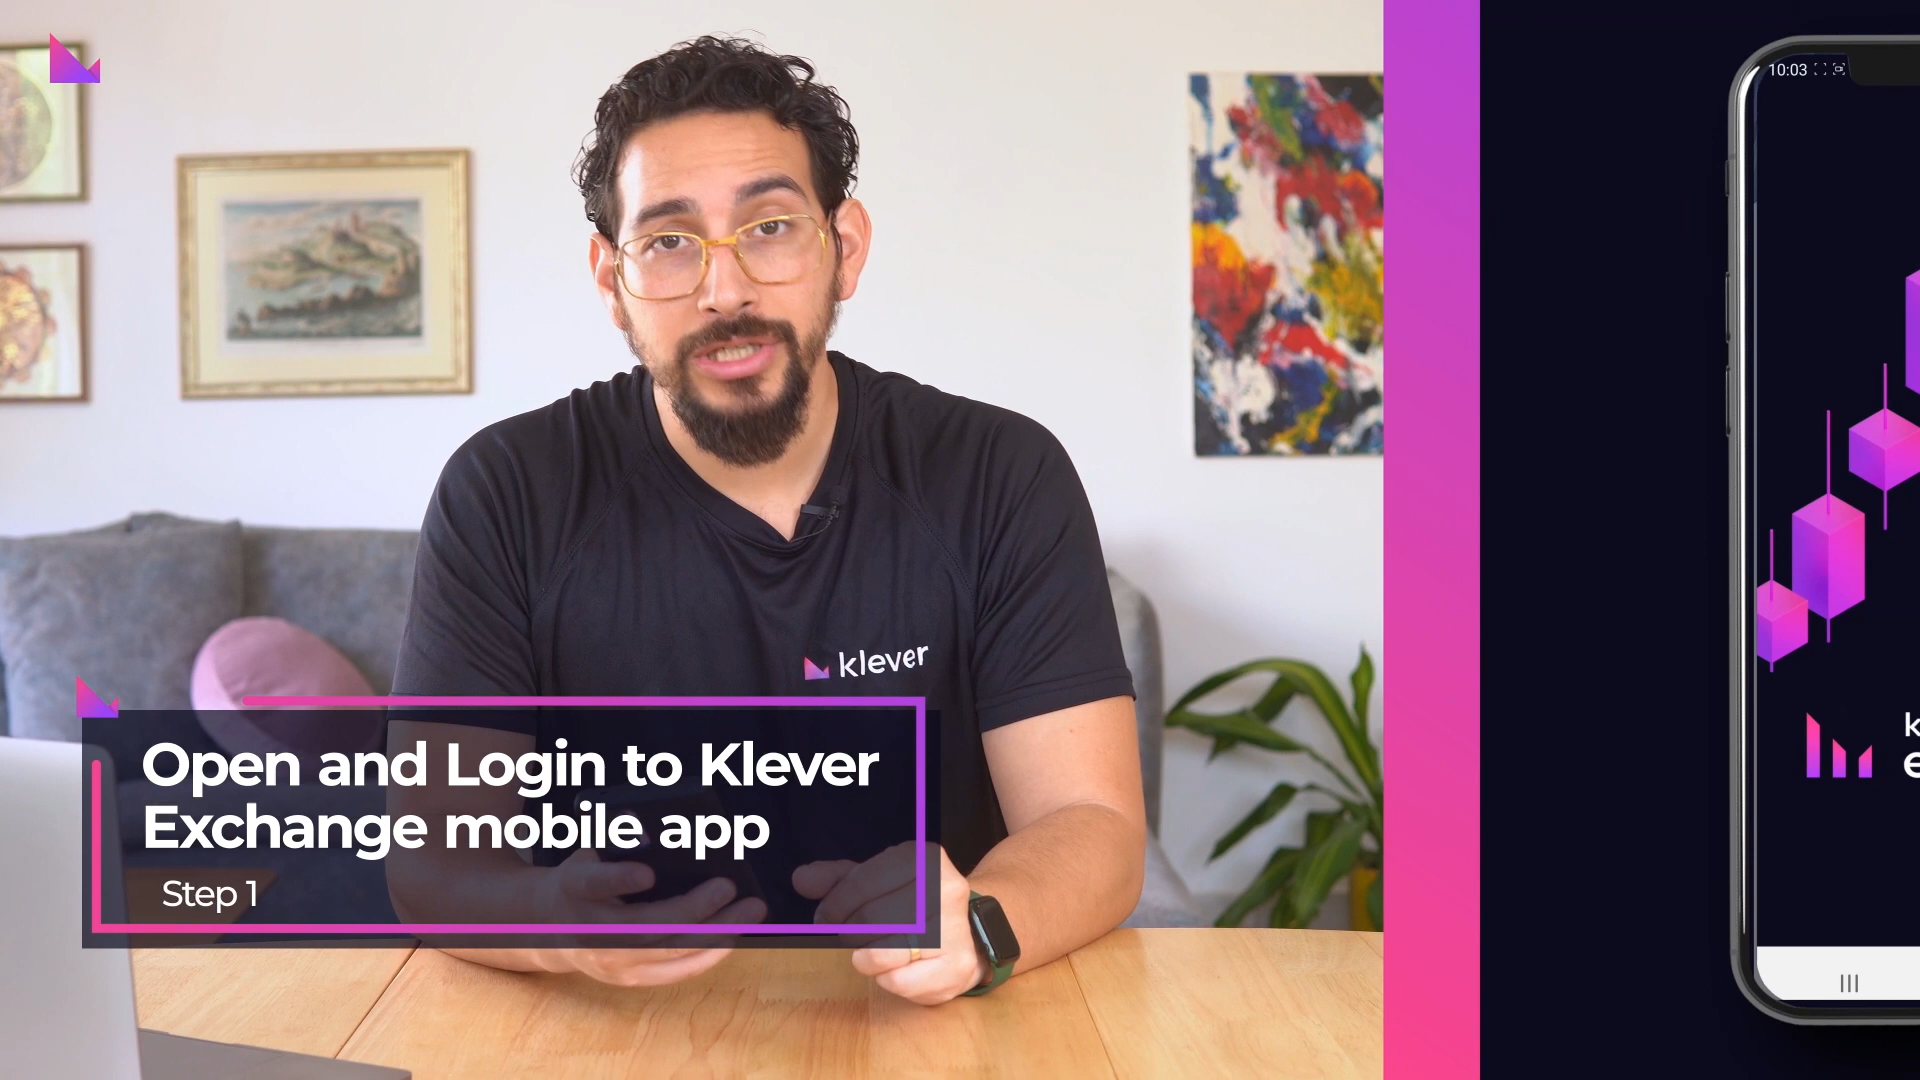 10:03
klever
Open and Login to Klever
Exchange mobile app
Step 1